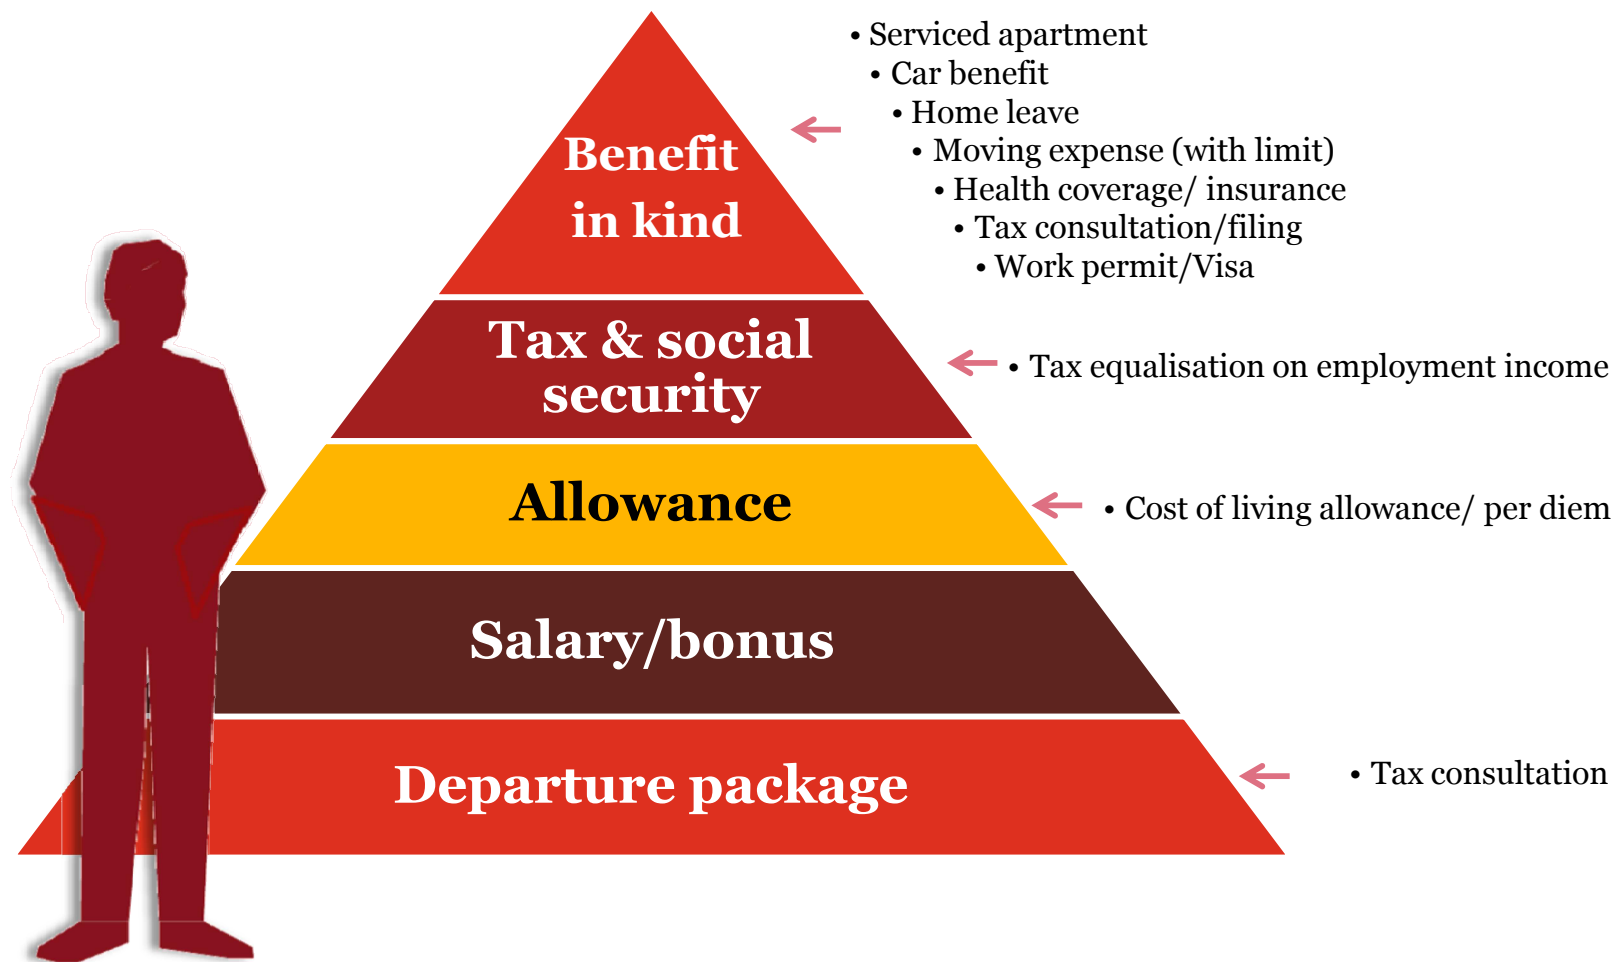 • Serviced apartment
• Car benefit
• Home leave
• Moving expense (with limit)
• Health coverage/ insurance
• Tax consultation/filing
• Work permit/Visa
Benefit
in kind
Tax & social
security
• Tax equalisation on employment income
Allowance
• Cost of living allowance/ per diem
Salary/bonus
Departure package
• Tax consultation